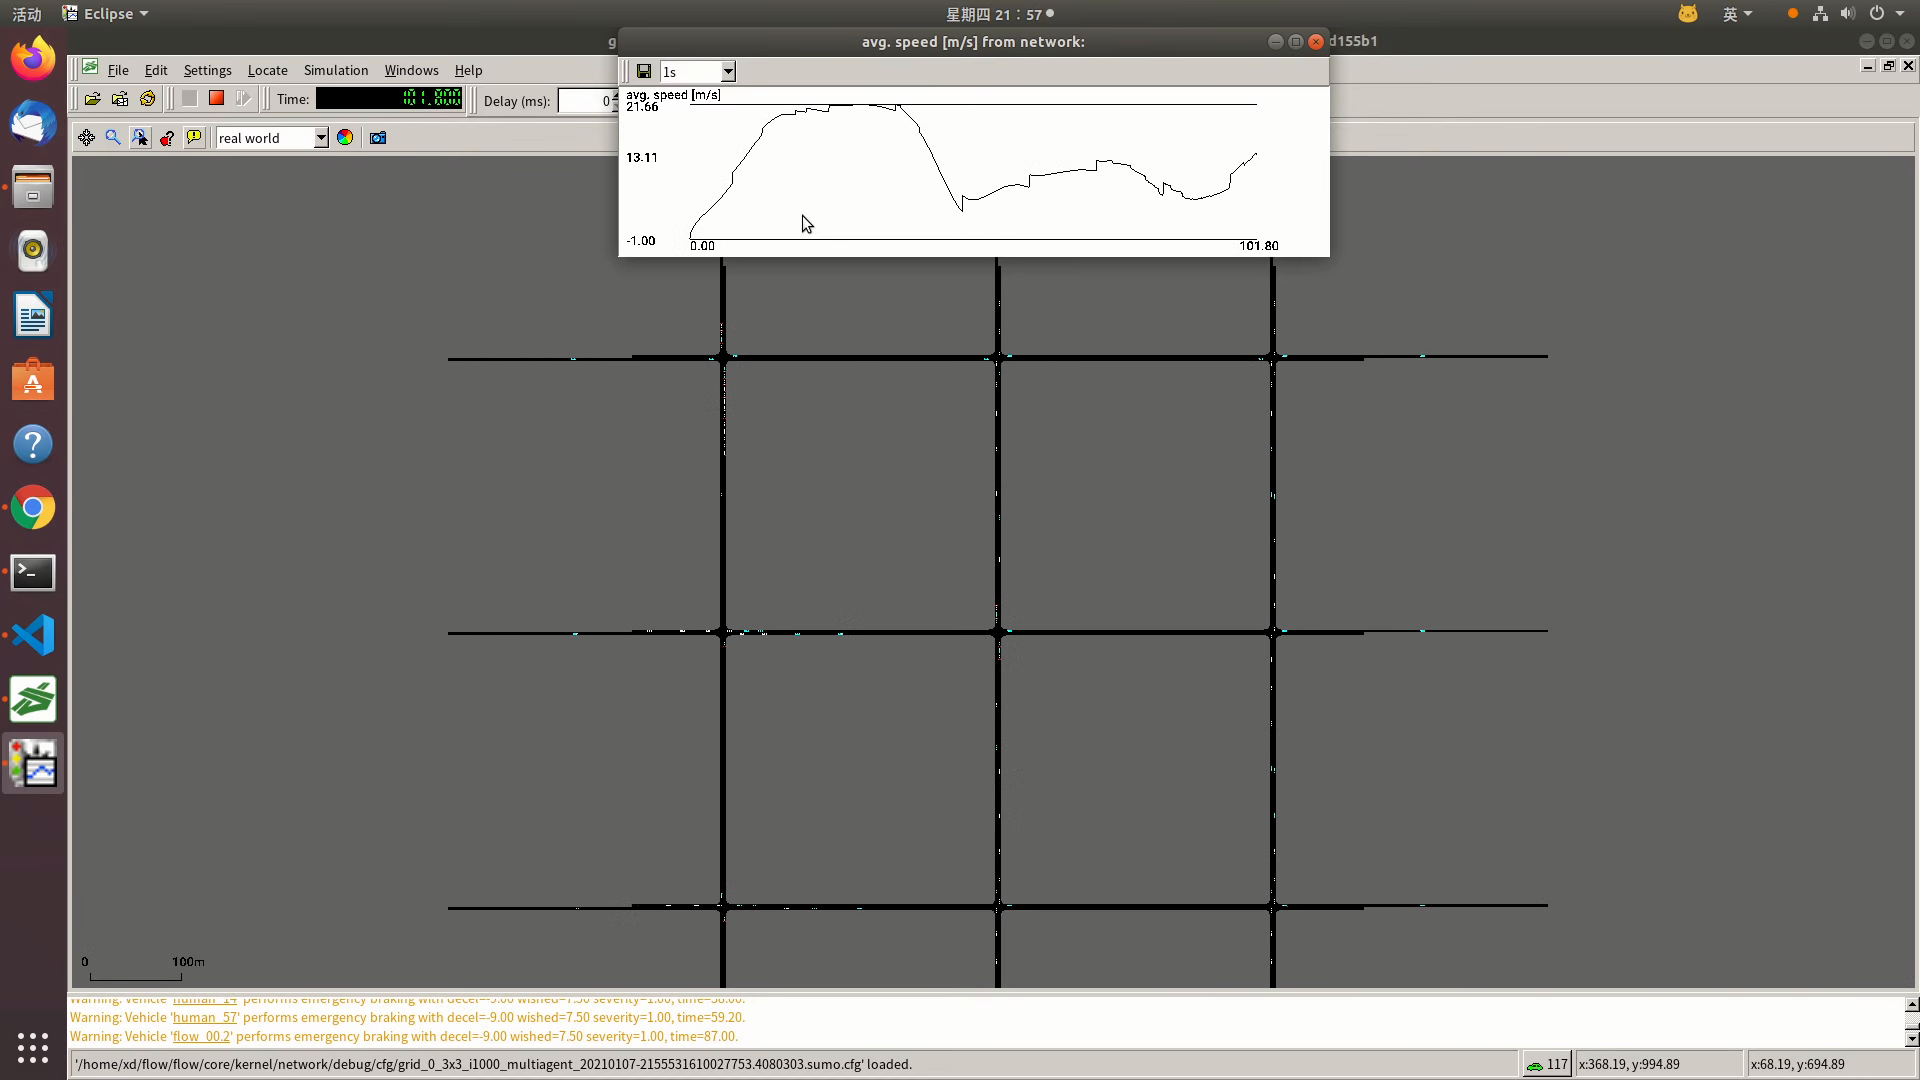 活动
Eclipse
星期四 21：57
英
avg. speed [m/s] from network:
d155b1
File Edit Settings Locate Simulation Windows Help
1s
Time:
Delay (ms): 0
real world
avg. speed [m/s]
21.66
13.11
-1.00
0.00
101.80
0 100m
Warning: Vehicle 'human_14' performs emergency braking with decel=-9.00 wished=7.50 severity=1.00,
Warning: Vehicle 'human_57' performs emergency braking with decel=-9.00 wished=7.50 severity=1.00, time=59.20.
Warning: Vehicle 'flow_00.2' performs emergency braking with decel=-9.00 wished=7.50 severity=1.00, time=87.00.
'/home/xd/flow/flow/core/kernel/network/debug/cfg/grid_0_3x3_i1000_multiagent_20210107-2155531610027753.4080303.sumo.cfg' loaded.
117
x:368.19, y:994.89
x:68.19, y:694.89